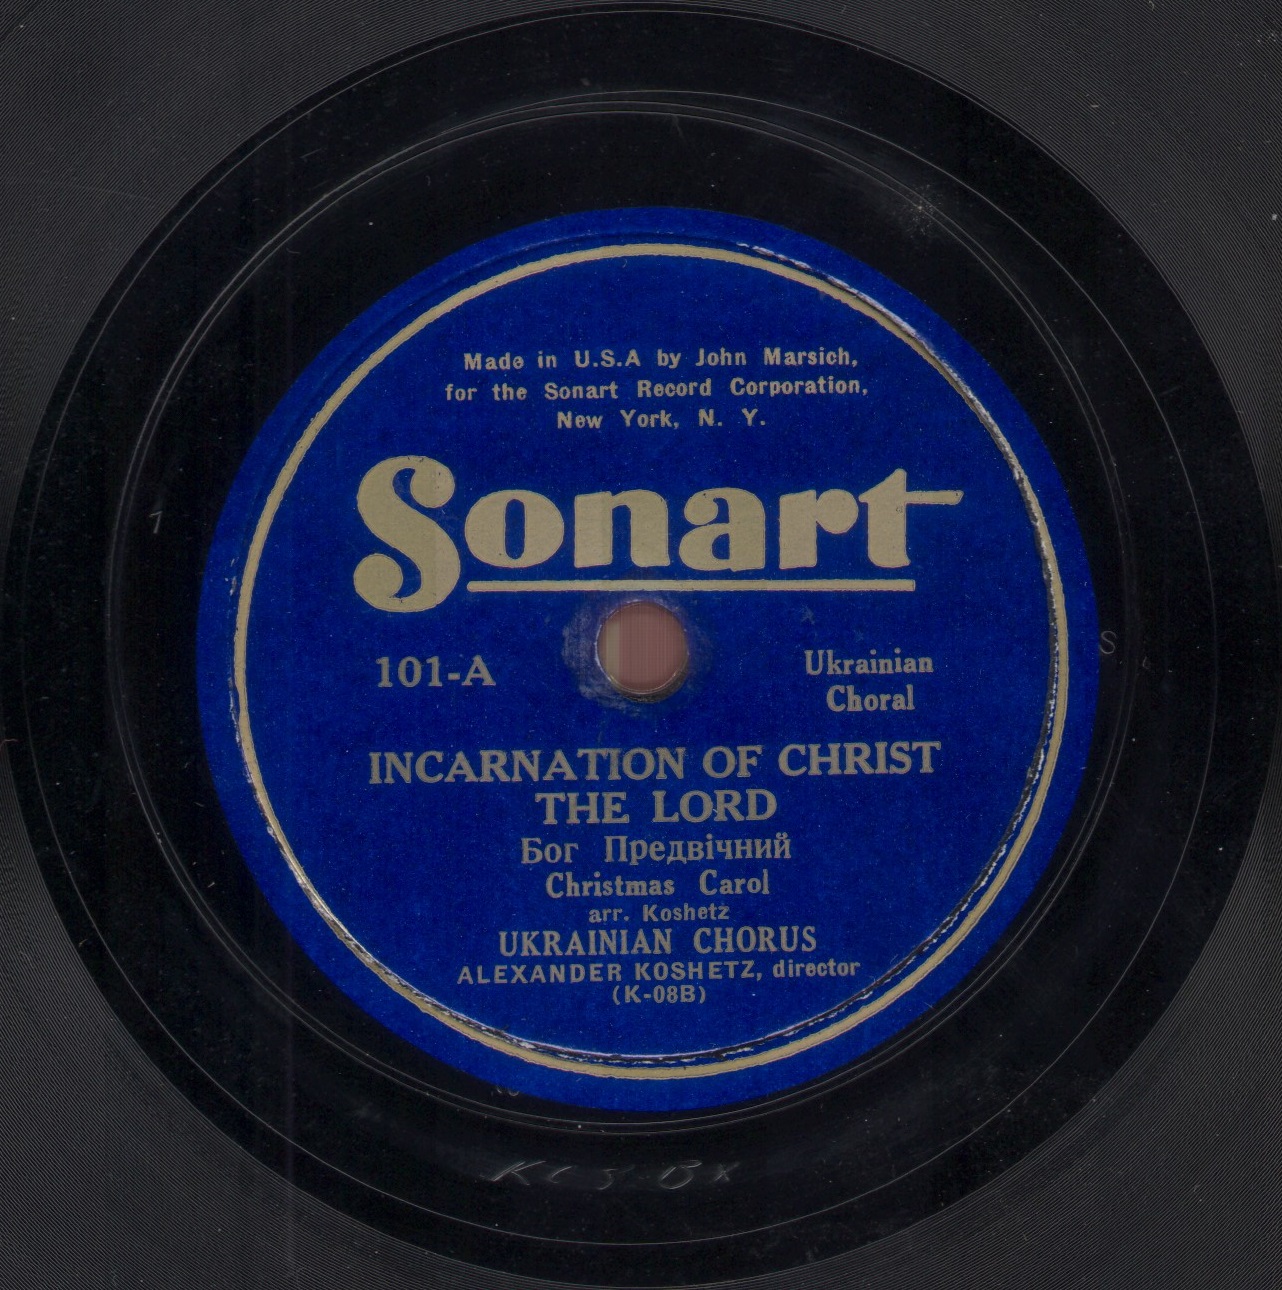 Made in U.S.A by John Marsich,
for the Sonart Record Corporation,
New York, N. Y.
Sonart
101-A
Ukrainian
Choral
INCARNATION OF CHRIST
THE LORD
Бог Предвічний
Christmas Carol
arr. Koshetz
UKRAINIAN CHORUS
ALEXANDER KOSHETZ, director
(K-08B)